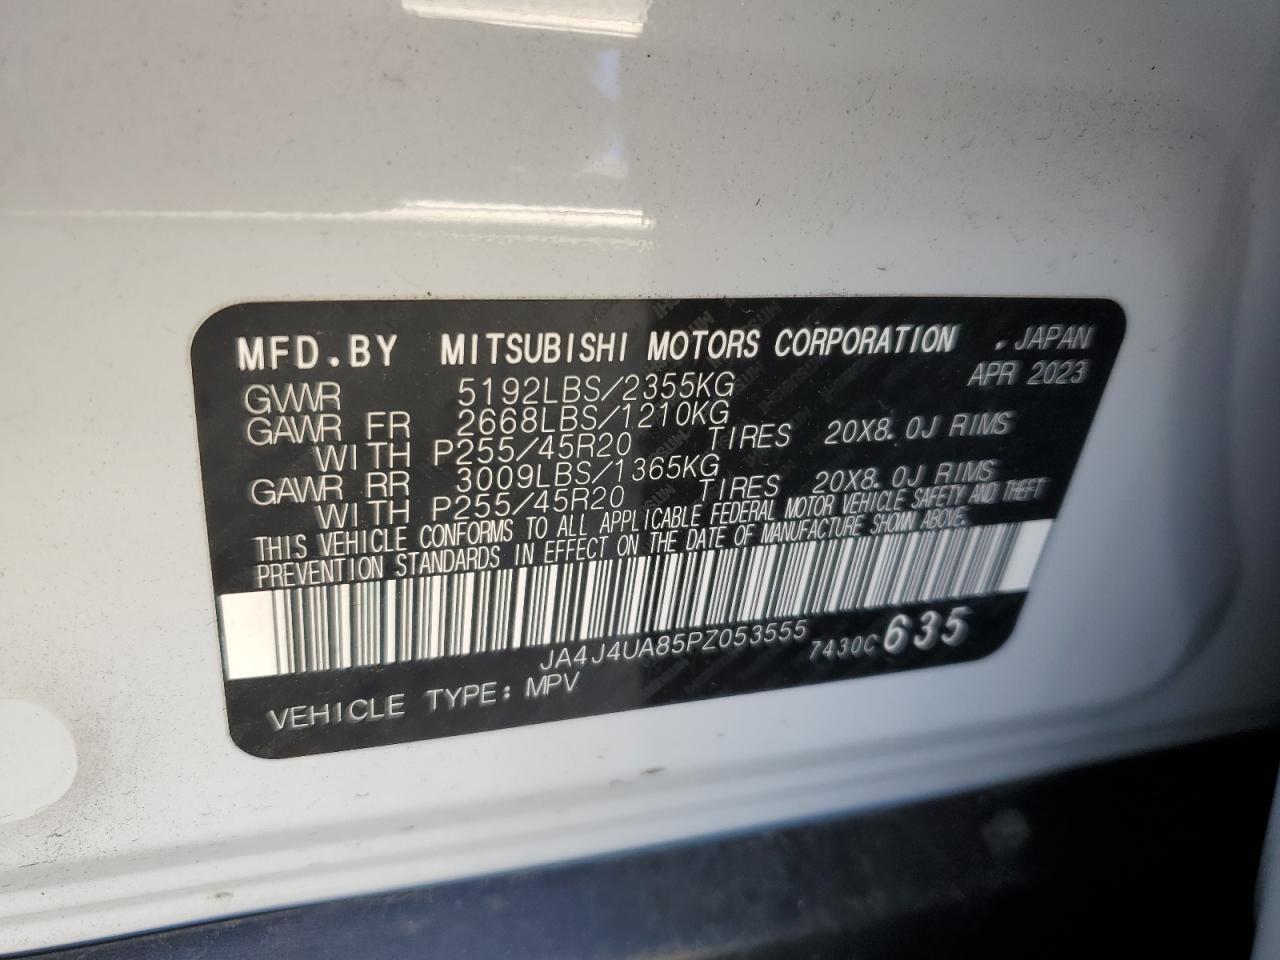 MFD.BY MITSUBISHI MOTORS CORPORATION , JAPAN
APR 2023
GVWR 5192LBS/2355KG
GAWR FR 2668LBS/1210KG
WITH P255/45R20 TIRES 20X8.0J RIMS
GAWR RR 3009LBS/1365KG
WITH P255/45R20 TIRES 20X8.0J RIMS
THIS VEHICLE CONFORMS TO ALL APPLICABLE FEDERAL MOTOR VEHICLE SAFETY AND THEFT
PREVENTION STANDARDS IN EFFECT ON THE DATE OF MANUFACTURE SHOWN ABOVE.
JA4J4UA85PZ053555 7430C635
VEHICLE TYPE: MPV